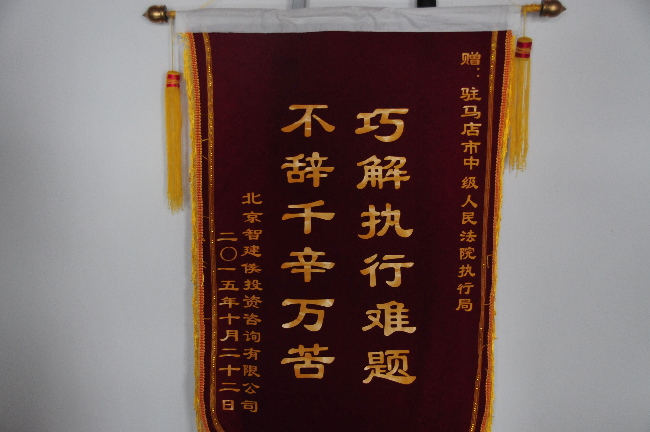 赠：驻马店市中级人民法院执行局
巧解执行难题
不辞千辛万苦
北京智建侯投资咨询有限公司
二〇一五年十月二十二日